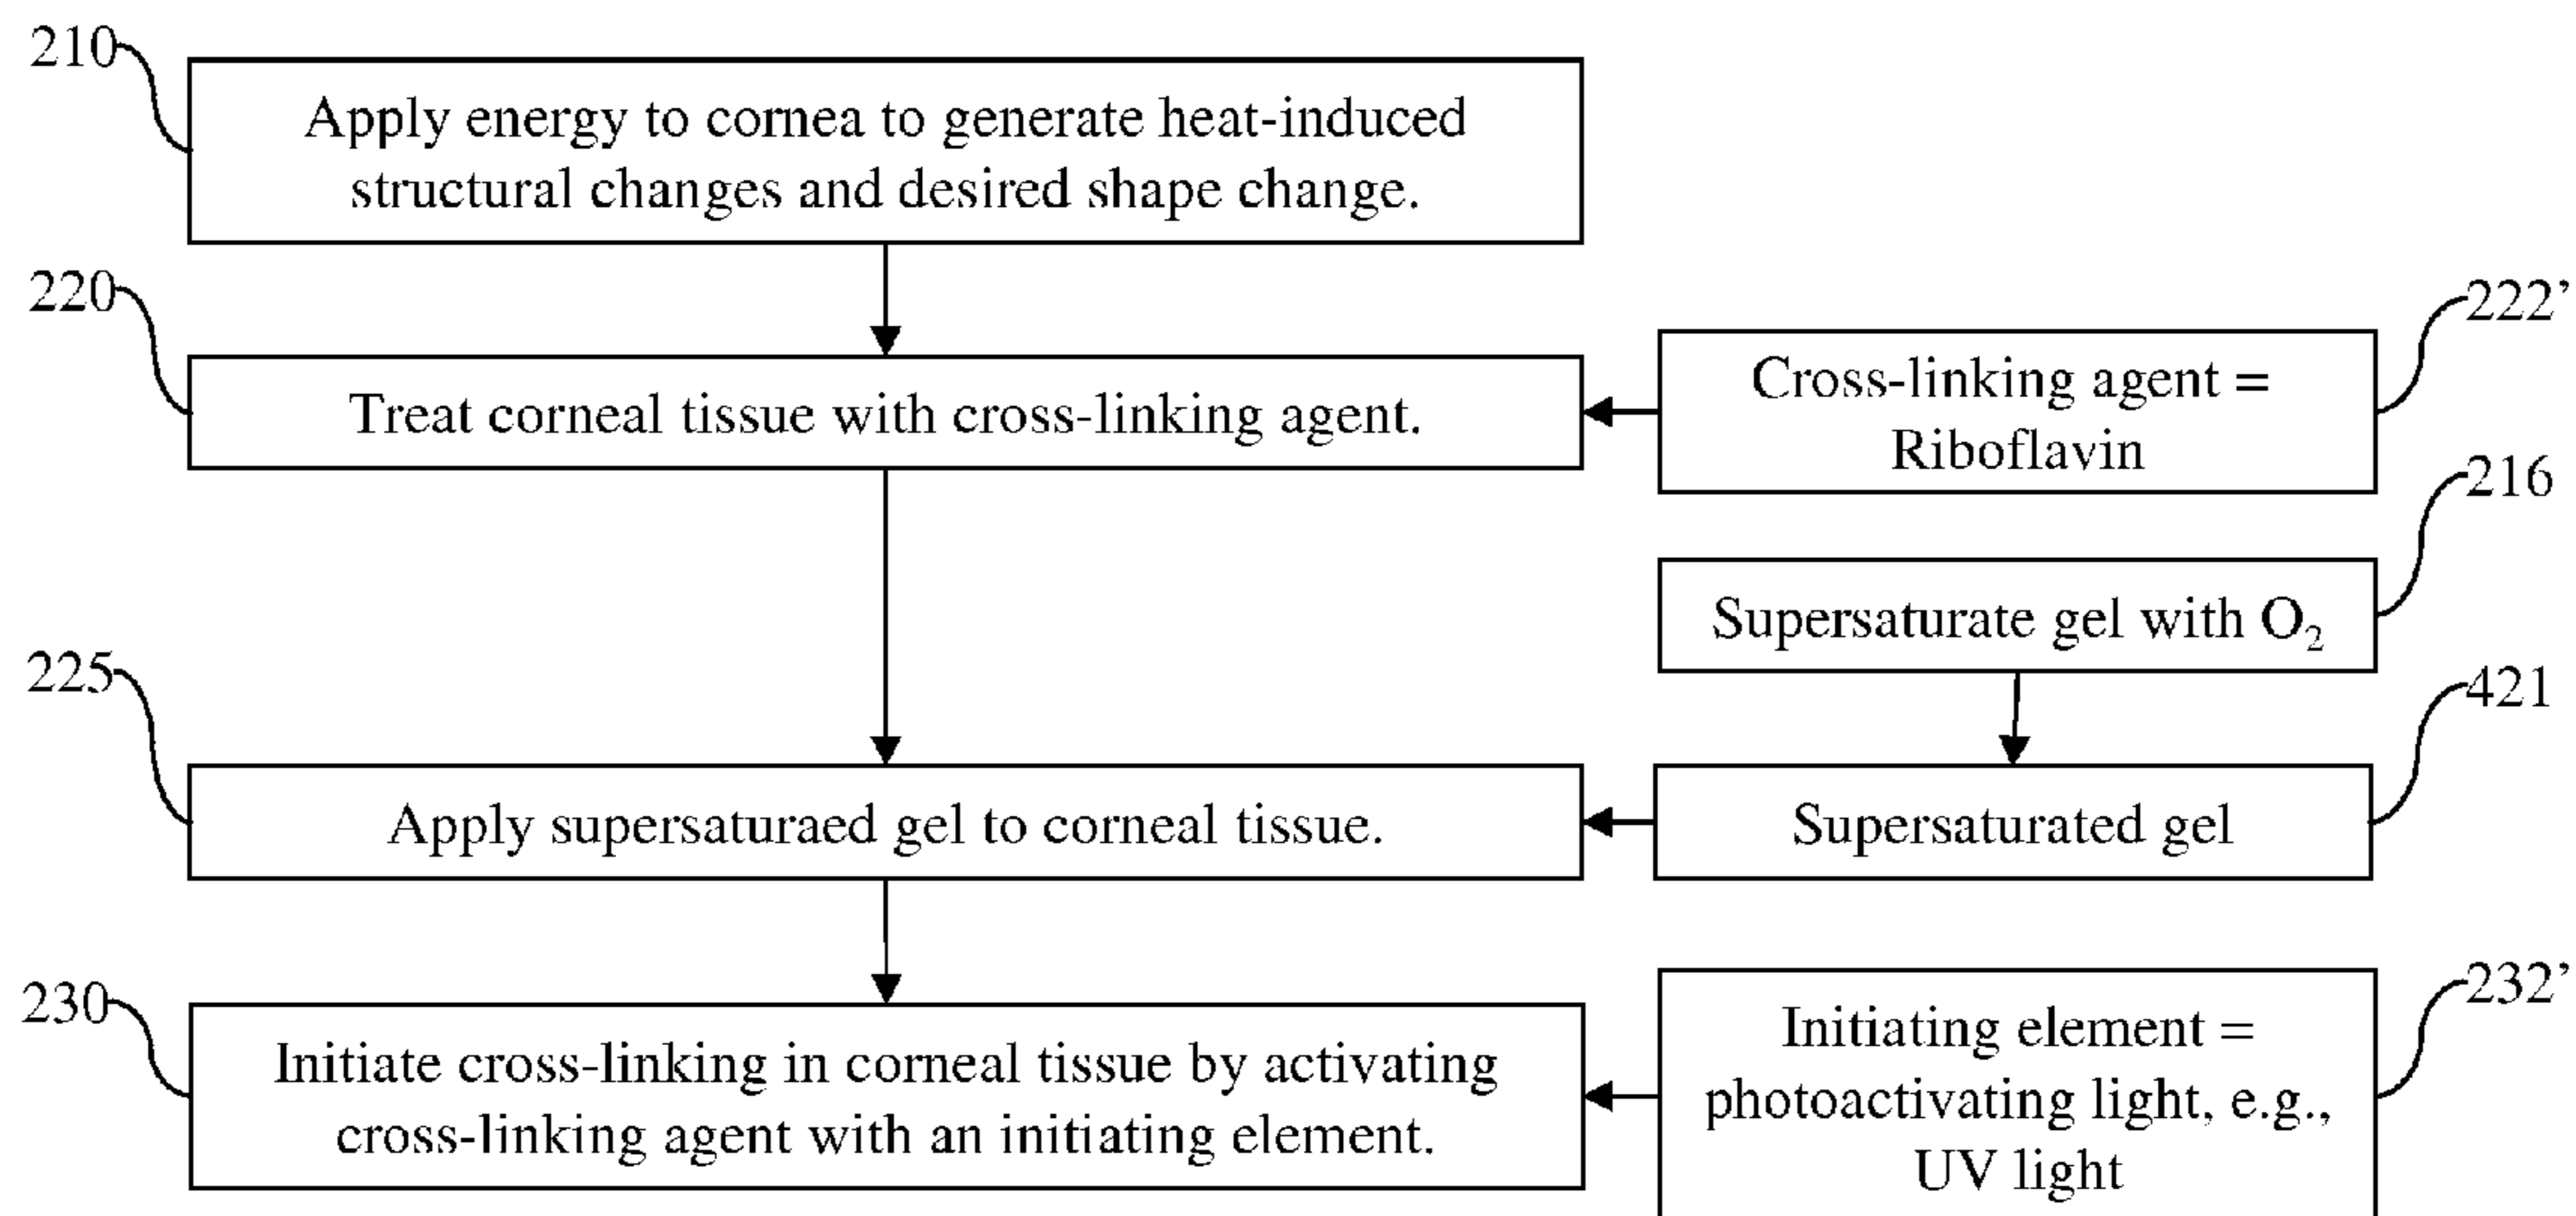 210
Apply energy to cornea to generate heat-induced
structural changes and desired shape change.
220
Treat corneal tissue with cross-linking agent.
222’
Cross-linking agent =
Riboflavin
216
Supersaturate gel with O₂
225
Apply supersaturaed gel to corneal tissue.
421
Supersaturated gel
230
Initiate cross-linking in corneal tissue by activating
cross-linking agent with an initiating element.
232’
Initiating element =
photoactivating light, e.g.,
UV light